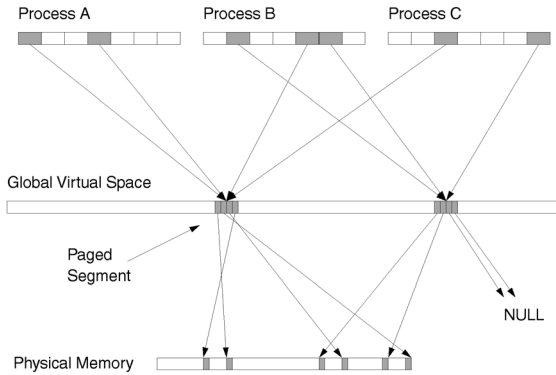 Process A
Process B
Process C
Global Virtual Space
Paged
Segment
NULL
Physical Memory